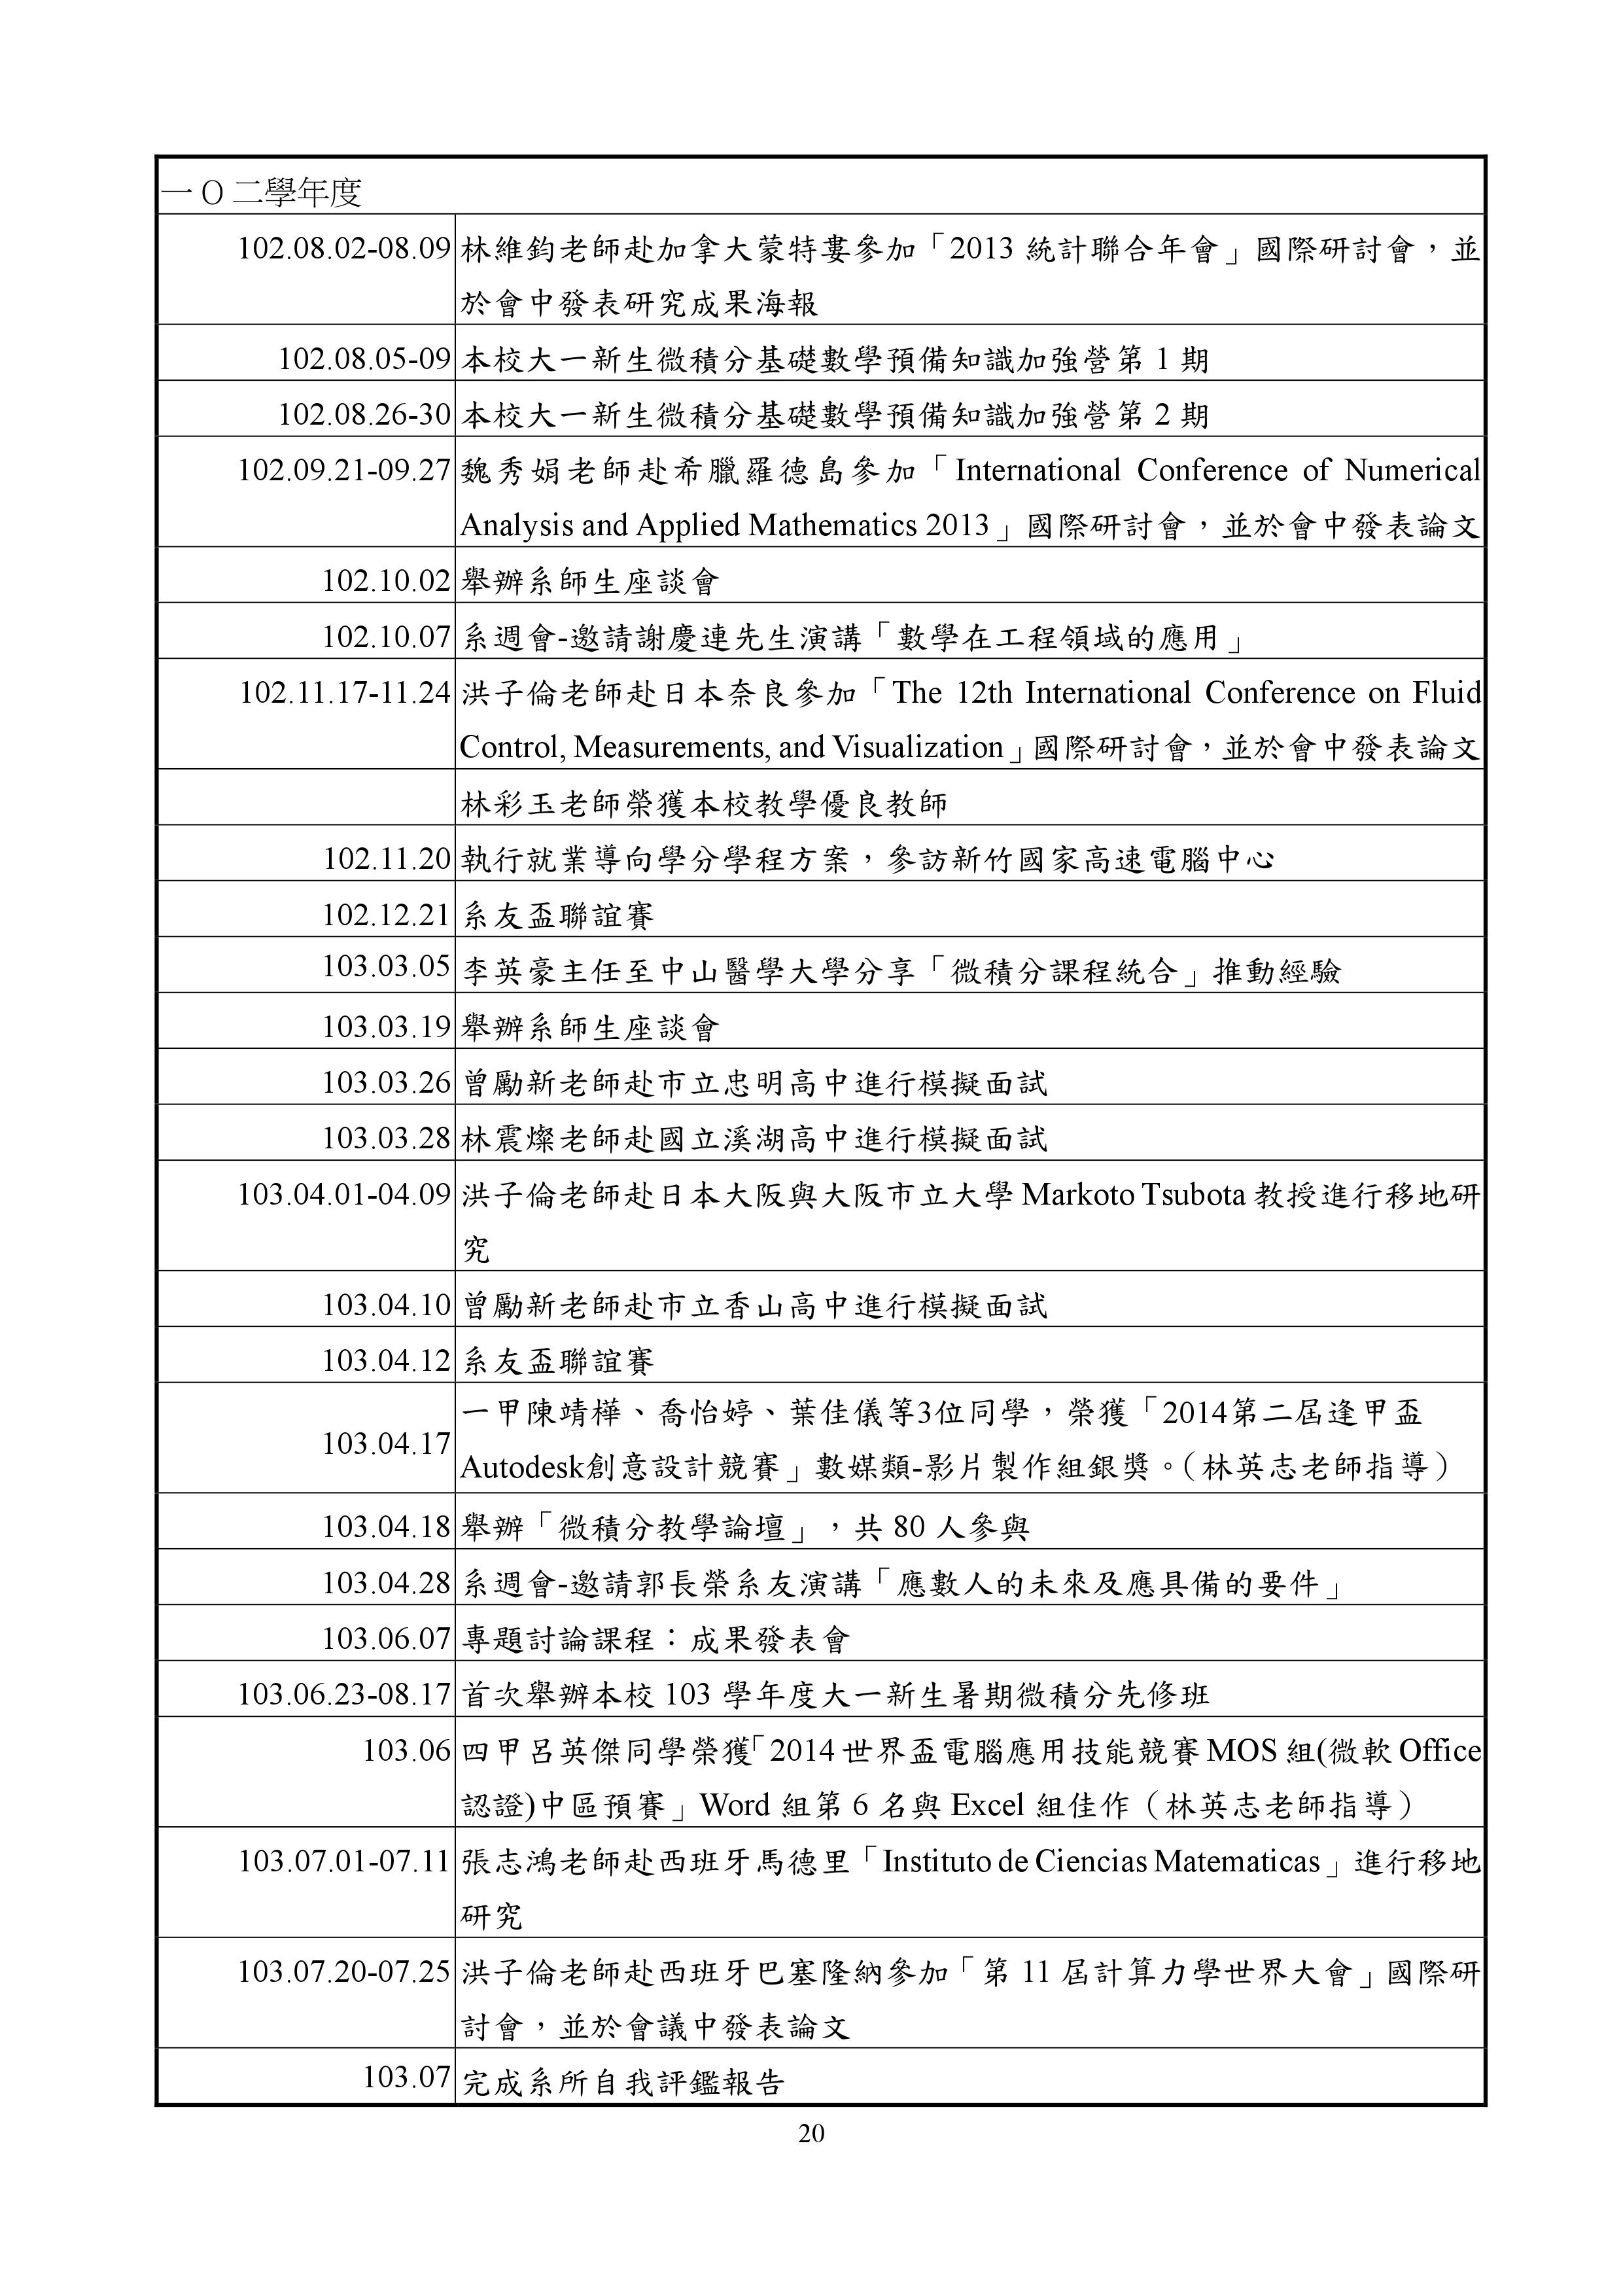 一O二學年度
102.08.02-08.09 林維鈞老師赴加拿大蒙特婁參加「2013 統計聯合年會」國際研討會，並
於會中發表研究成果海報
102.08.05-09 本校大一新生微積分基礎數學預備知識加強營第 1 期
102.08.26-30 本校大一新生微積分基礎數學預備知識加強營第 2 期
102.09.21-09.27 魏秀娟老師赴希臘羅德島參加「International Conference of Numerical
Analysis and Applied Mathematics 2013」國際研討會，並於會中發表論文
102.10.02 舉辦系師生座談會
102.10.07 系週會-邀請謝慶連先生演講「數學在工程領域的應用」
102.11.17-11.24 洪子倫老師赴日本奈良參加「The 12th International Conference on Fluid
Control, Measurements, and Visualization」國際研討會，並於會中發表論文
林彩玉老師榮獲本校教學優良教師
102.11.20 執行就業導向學分學程方案，參訪新竹國家高速電腦中心
102.12.21 系友盃聯誼賽
103.03.05 李英豪主任至中山醫學大學分享「微積分課程統合」推動經驗
103.03.19 舉辦系師生座談會
103.03.26 曾勵新老師赴市立忠明高中進行模擬面試
103.03.28 林震燦老師赴國立溪湖高中進行模擬面試
103.04.01-04.09 洪子倫老師赴日本大阪與大阪市立大學 Markoto Tsubota 教授進行移地研
究
103.04.10 曾勵新老師赴市立香山高中進行模擬面試
103.04.12 系友盃聯誼賽
103.04.17 一甲陳靖樺、喬怡婷、葉佳儀等3位同學，榮獲「2014第二屆逢甲盃
Autodesk創意設計競賽」數媒類-影片製作組銀獎。（林英志老師指導）
103.04.18 舉辦「微積分教學論壇」，共 80 人參與
103.04.28 系週會-邀請郭長榮系友演講「應數人的未來及應具備的要件」
103.06.07 專題討論課程：成果發表會
103.06.23-08.17 首次舉辦本校 103 學年度大一新生暑期微積分先修班
103.06 四甲呂英傑同學榮獲「2014 世界盃電腦應用技能競賽 MOS 組(微軟 Office
認證)中區預賽」Word 組第 6 名與 Excel 組佳作（林英志老師指導）
103.07.01-07.11 張志鴻老師赴西班牙馬德里「Instituto de Ciencias Matematicas」進行移地
研究
103.07.20-07.25 洪子倫老師赴西班牙巴塞隆納參加「第 11 屆計算力學世界大會」國際研
討會，並於會議中發表論文
103.07 完成系所自我評鑑報告
20